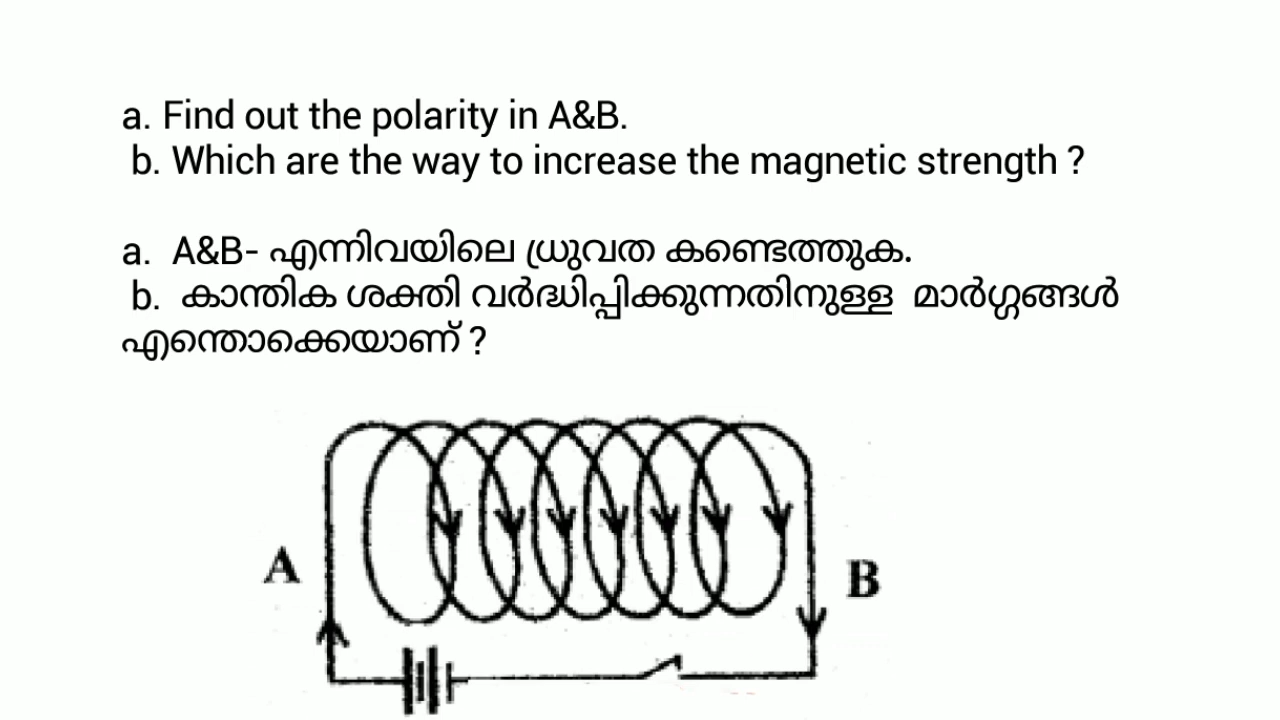 a. Find out the polarity in A&B.
b. Which are the way to increase the magnetic strength ?
a. A&B- എന്നിവയിലെ ധ്രുവത കണ്ടെത്തുക.
b. കാന്തിക ശക്തി വർദ്ധിപ്പിക്കുന്നതിനുള്ള മാർഗ്ഗങ്ങൾ
എന്തൊക്കെയാണ് ?
A
B